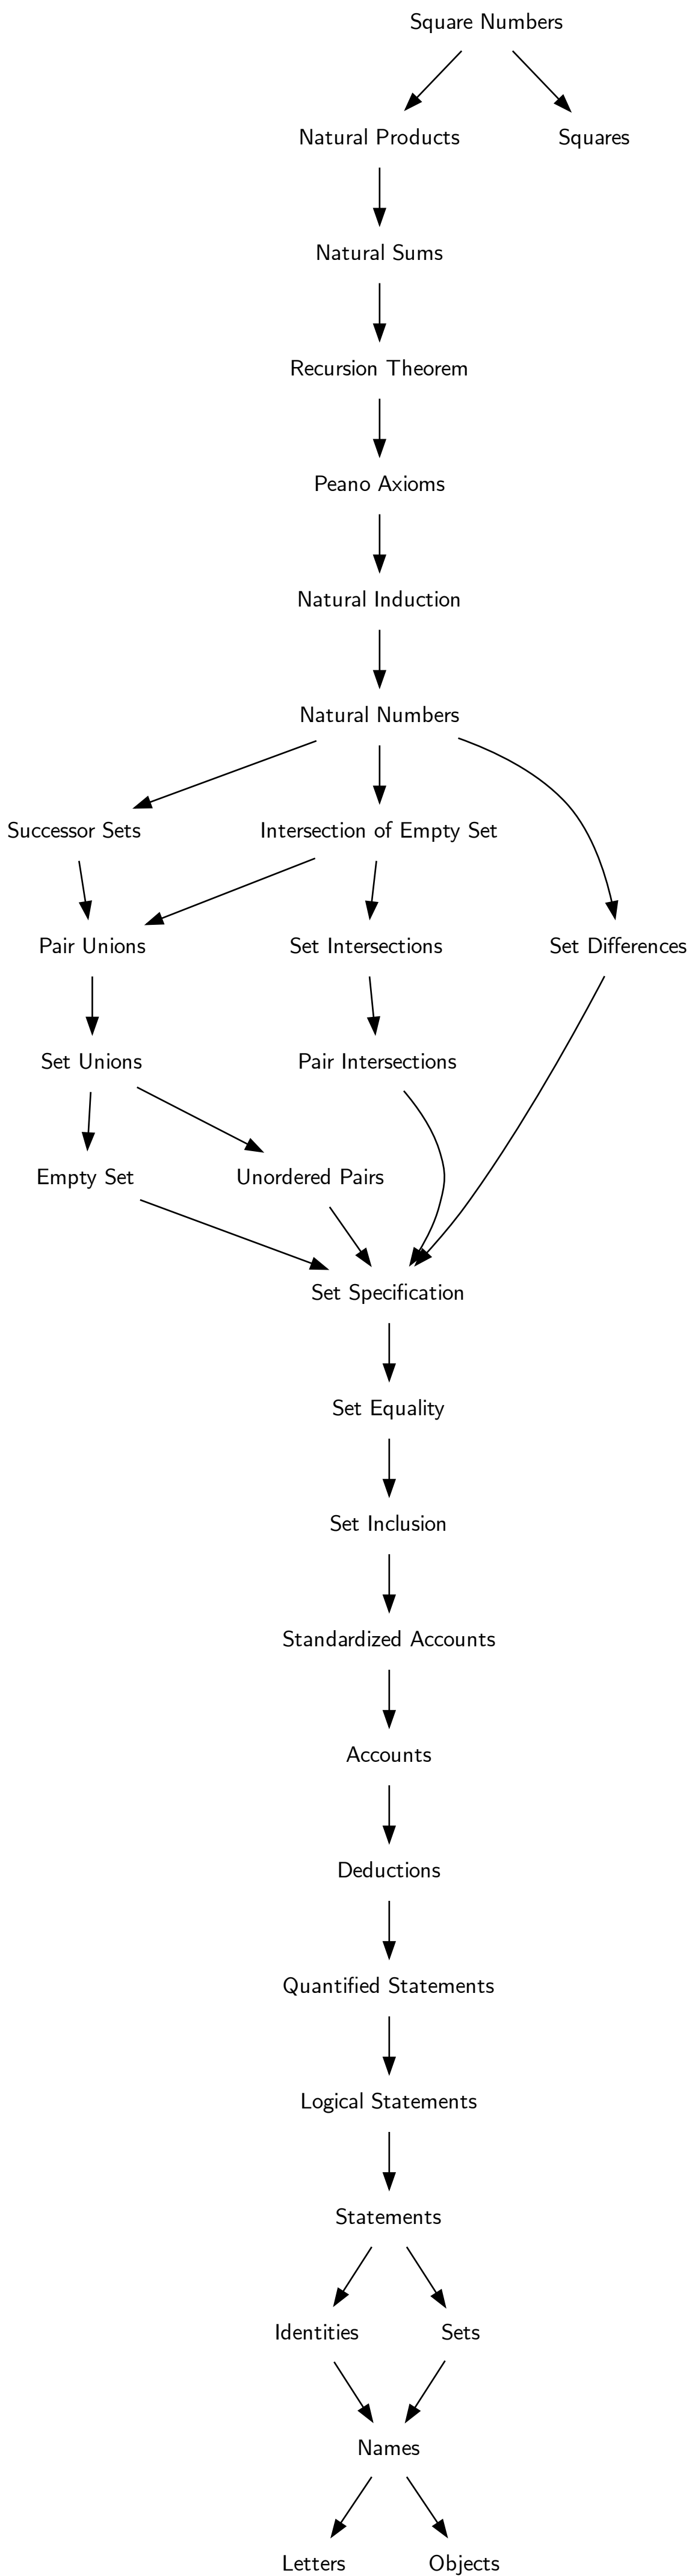 Square Numbers
Natural Products
Squares
Natural Sums
Recursion Theorem
Peano Axioms
Natural Induction
Natural Numbers
Successor Sets
Intersection of Empty Set
Pair Unions
Set Intersections
Set Differences
Set Unions
Pair Intersections
Empty Set
Unordered Pairs
Set Specification
Set Equality
Set Inclusion
Standardized Accounts
Accounts
Deductions
Quantified Statements
Logical Statements
Statements
Identities
Sets
Names
Letters
Objects